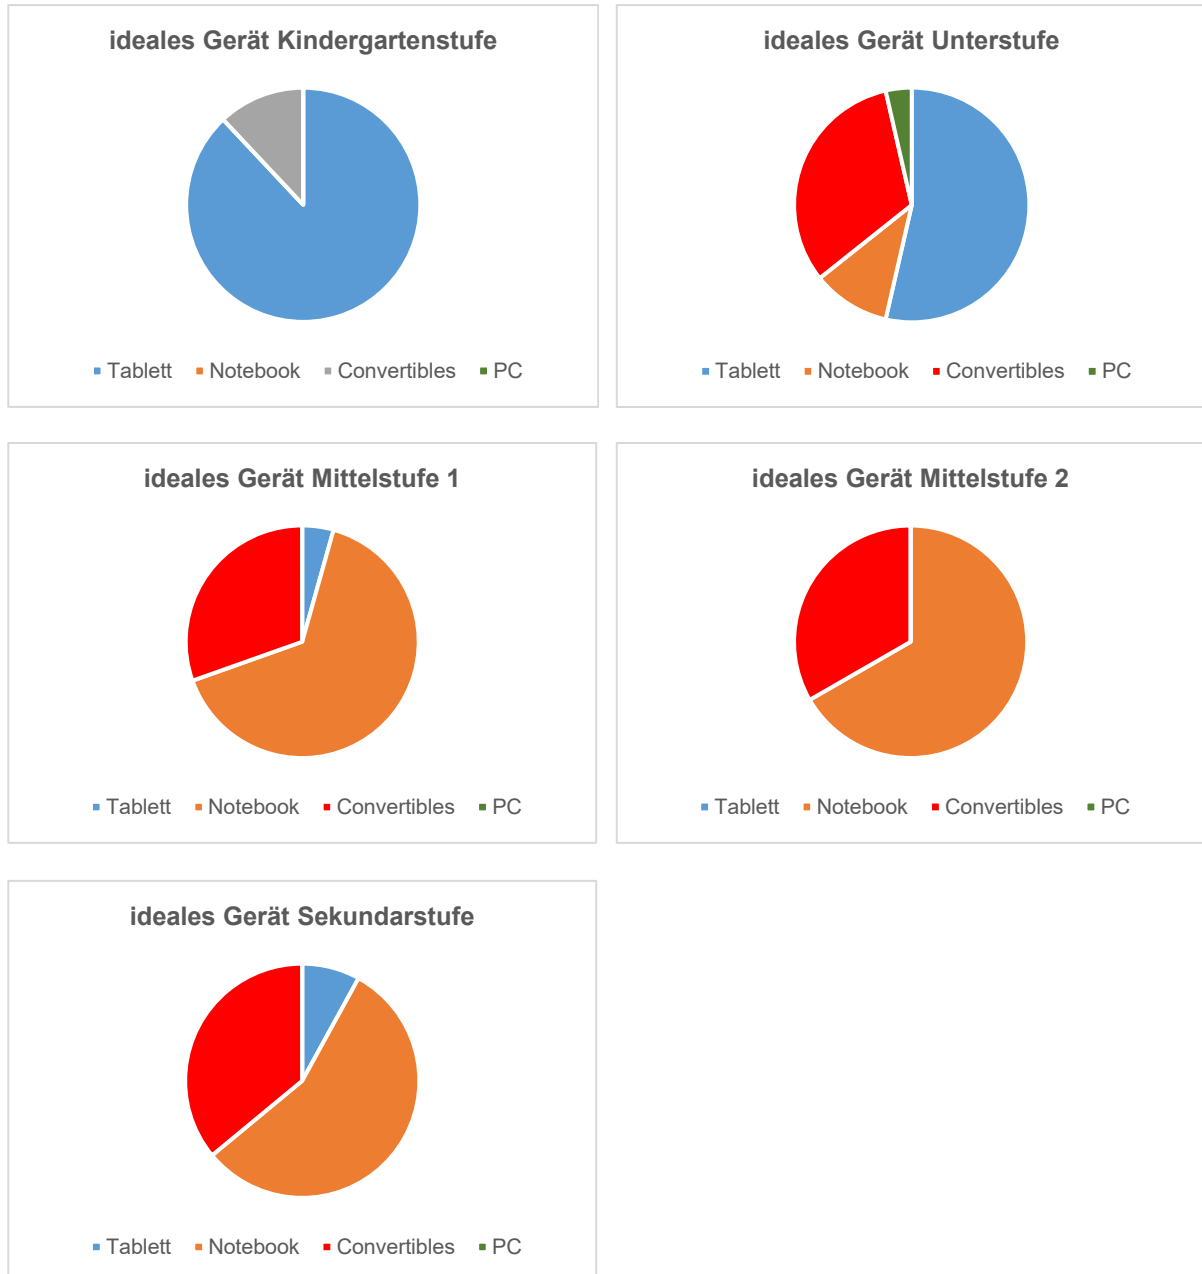 ideales Gerät Kindergartenstufe
Tablett Notebook Convertibles PC
ideales Gerät Unterstufe
Tablett Notebook Convertibles PC
ideales Gerät Mittelstufe 1
Tablett Notebook Convertibles PC
ideales Gerät Mittelstufe 2
Tablett Notebook Convertibles PC
ideales Gerät Sekundarstufe
Tablett Notebook Convertibles PC